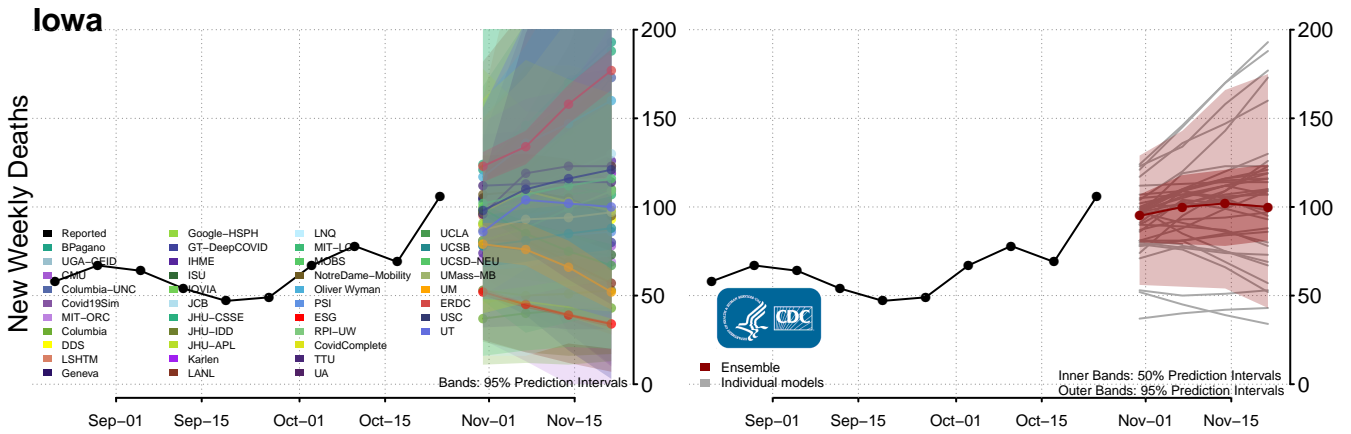 Iowa
New Weekly Deaths
200
150
100
50
0
Reported
BPagano
UGA−CEID
CMU
Columbia−UNC
Covid19Sim
MIT−ORC
Columbia
DDS
LSHTM
Geneva
Google−HSPH
GT−DeepCOVID
IHME
ISU
IQVIA
JCB
JHU−CSSE
JHU−IDD
JHU−APL
Karlen
LANL
LNQ
MIT−LCP
MOBS
NotreDame−Mobility
Oliver Wyman
PSI
ESG
RPI−UW
CovidComplete
TTU
UA
UCLA
UCSB
UCSD−NEU
UMass−MB
UM
ERDC
USC
UT
Bands: 95% Prediction Intervals
Sep−01
Sep−15
Oct−01
Oct−15
Nov−01
Nov−15
200
150
100
50
0
CDC
Ensemble
Individual models
Inner Bands: 50% Prediction Intervals
Outer Bands: 95% Prediction Intervals
Sep−01
Sep−15
Oct−01
Oct−15
Nov−01
Nov−15